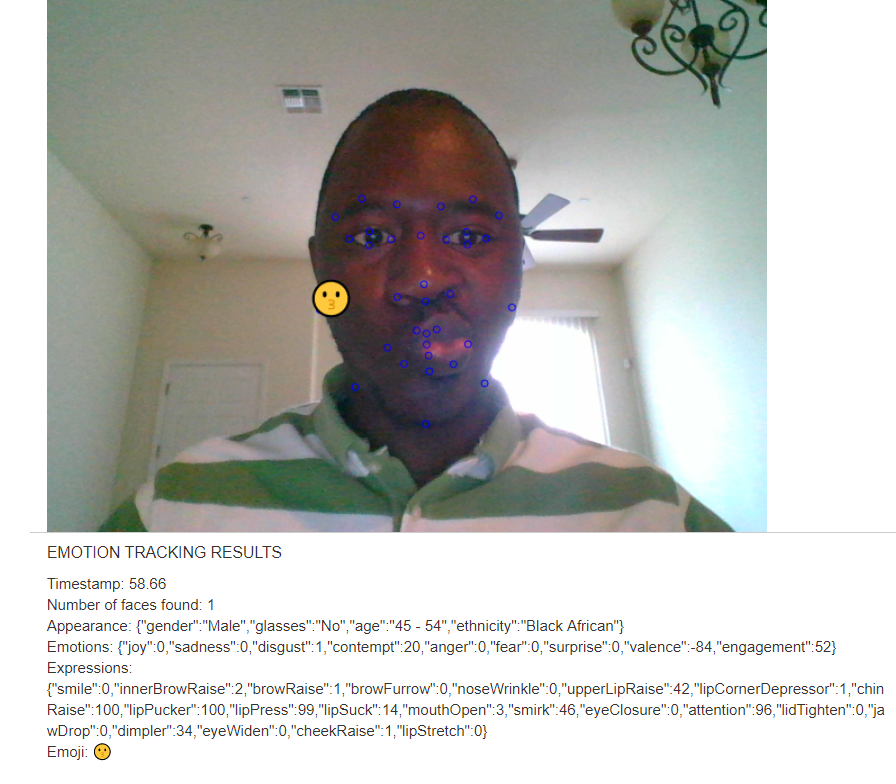 EMOTION TRACKING RESULTS
Timestamp: 58.66
Number of faces found: 1
Appearance: {"gender":"Male","glasses":"No","age":"45 - 54","ethnicity":"Black African"}
Emotions: {"joy":0,"sadness":0,"disgust":1,"contempt":20,"anger":0,"fear":0,"surprise":0,"valence":-84,"engagement":52}
Expressions:
{"smile":0,"innerBrowRaise":2,"browRaise":1,"browFurrow":0,"noseWrinkle":0,"upperLipRaise":42,"lipCornerDepressor":1,"chin
Raise":100,"lipPucker":100,"lipPress":99,"lipSuck":14,"mouthOpen":3,"smirk":46,"eyeClosure":0,"attention":96,"lidTighten":0,"ja
wDrop":0,"dimpler":34,"eyeWiden":0,"cheekRaise":1,"lipStretch":0}
Emoji: 😗